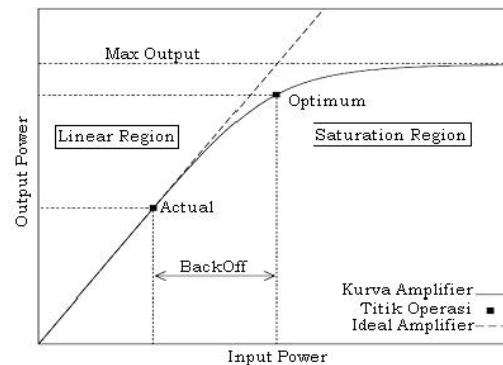 Max Output
Optimum
Linear Region
Saturation Region
Output Power
Actual
BackOff
Kurva Amplifier
Titik Operasi
Ideal Amplifier
Input Power